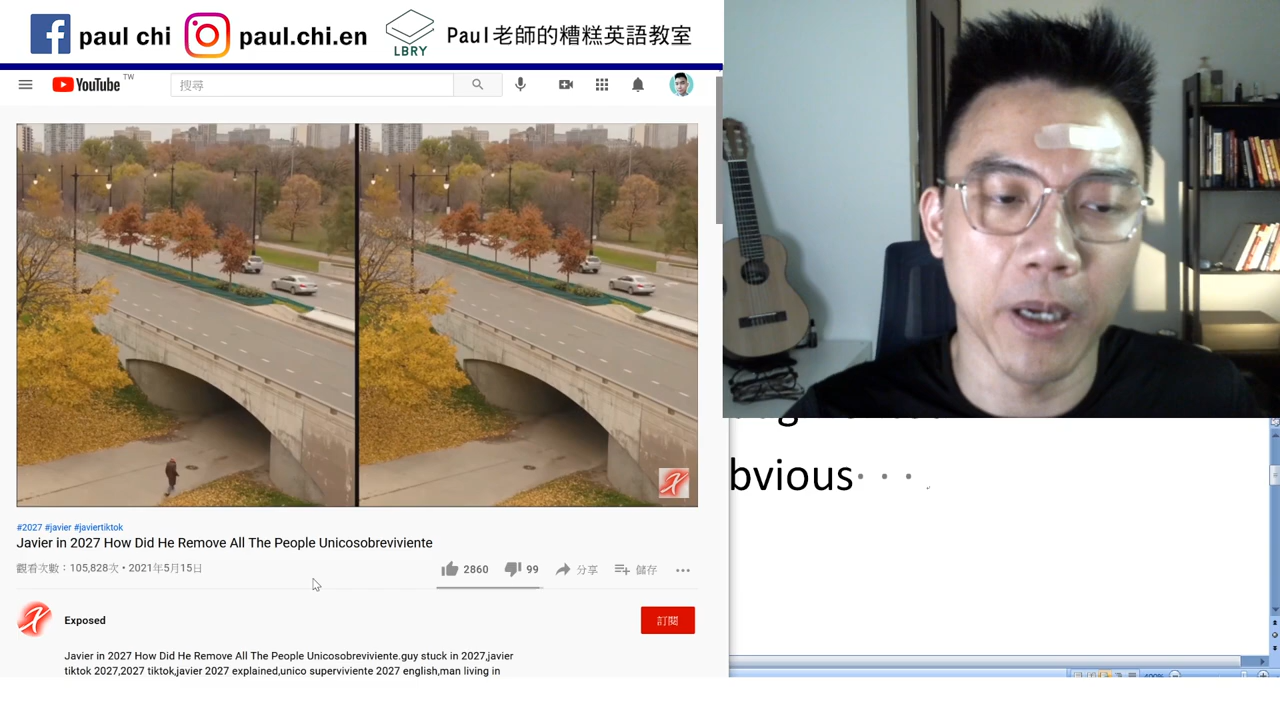 paul chi
paul.chi.en
LBRY
Paul老師的糟糕英語教室
YouTube TW
搜尋
#2027 #javier #javiertiktok
Javier in 2027 How Did He Remove All The People Unicosobreviviente
觀看次數：105,828次 • 2021年5月15日
2860
99
分享
儲存
Exposed
訂閱
Javier in 2027 How Did He Remove All The People Unicosobreviviente.guy stuck in 2027,javier
tiktok 2027,2027 tiktok,javier 2027 explained,unico superviviente 2027 english,man living in
bvious···